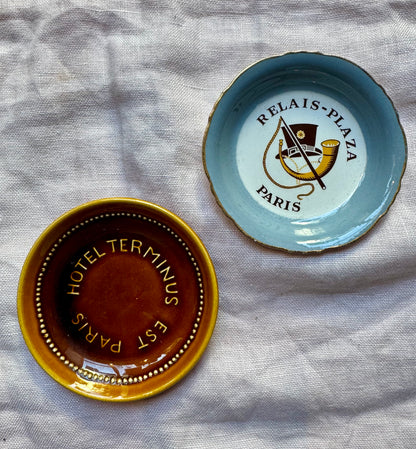 RELAIS-PLAZA
PARIS
HOTEL TERMINUS EST PARIS